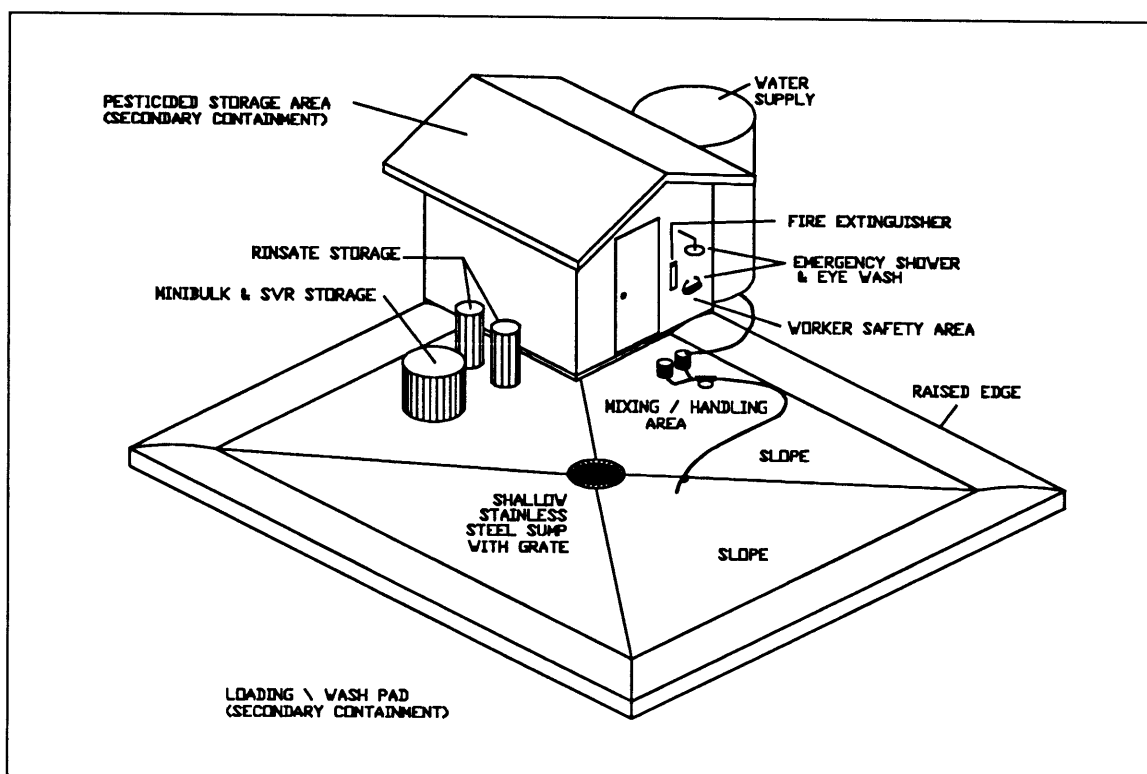 WATER
SUPPLY
PESTICIDED STORAGE AREA
(SECONDARY CONTAINMENT)
FIRE EXTINGUISHER
RINSATE STORAGE
EMERGENCY SHOWER
& EYE WASH
MINIBULK & SVR STORAGE
WORKER SAFETY AREA
RAISED EDGE
MIXING / HANDLING
AREA
SLOPE
SHALLOW
STAINLESS
STEEL SUMP
WITH GRATE
SLOPE
LOADING \ WASH PAD
(SECONDARY CONTAINMENT)